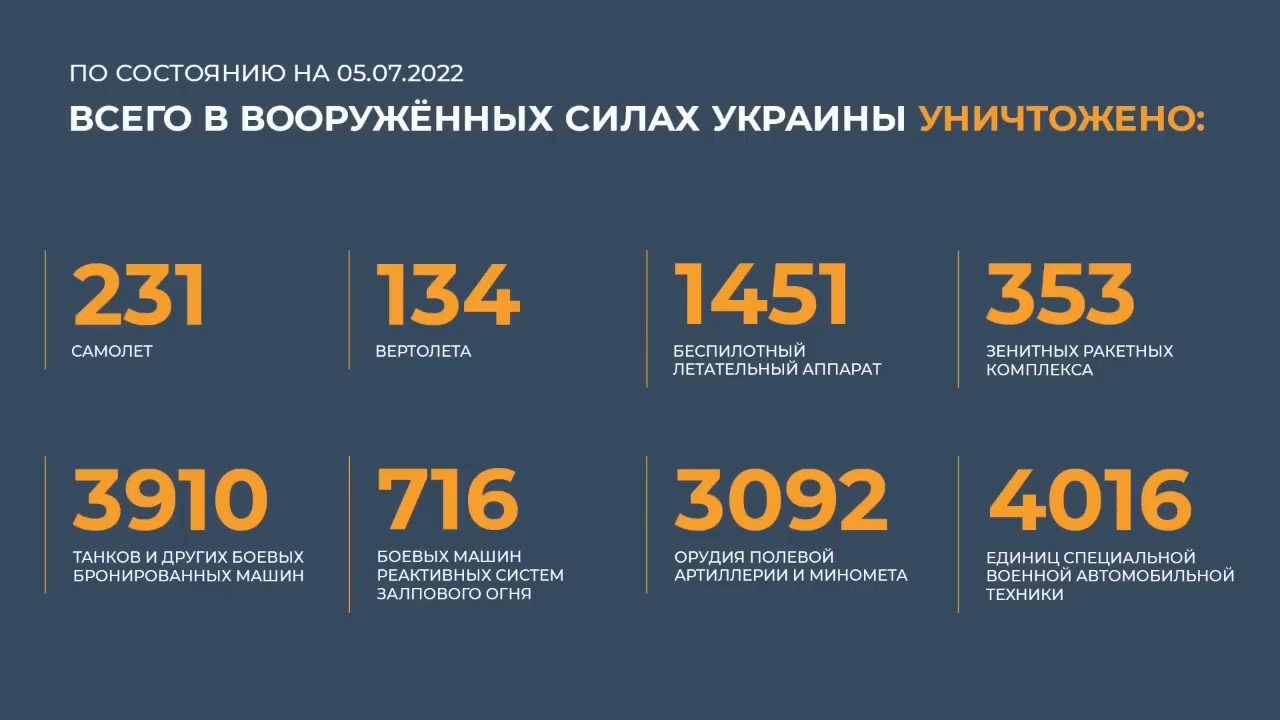 ПО СОСТОЯНИЮ НА 05.07.2022
ВСЕГО В ВООРУЖЁННЫХ СИЛАХ УКРАИНЫ УНИЧТОЖЕНО:
231
САМОЛЕТ
134
ВЕРТОЛЕТА
1451
БЕСПИЛОТНЫЙ
ЛЕТАТЕЛЬНЫЙ АППАРАТ
353
ЗЕНИТНЫХ РАКЕТНЫХ
КОМПЛЕКСА
3910
ТАНКОВ И ДРУГИХ БОЕВЫХ
БРОНИРОВАННЫХ МАШИН
716
БОЕВЫХ МАШИН
РЕАКТИВНЫХ СИСТЕМ
ЗАЛПОВОГО ОГНЯ
3092
ОРУДИЯ ПОЛЕВОЙ
АРТИЛЛЕРИИ И МИНОМЕТА
4016
ЕДИНИЦ СПЕЦИАЛЬНОЙ
ВОЕННОЙ АВТОМОБИЛЬНОЙ
ТЕХНИКИ